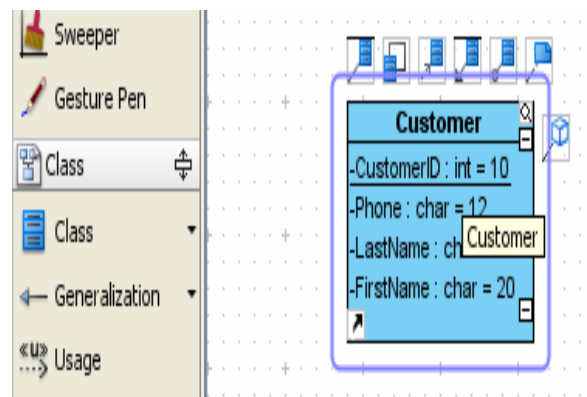 Sweeper
Gesture Pen
Class
Class
Generalization
«u»
Usage
Customer
-CustomerID : int = 10
-Phone : char = 12
-LastName : ch
Customer
-FirstName : char = 20